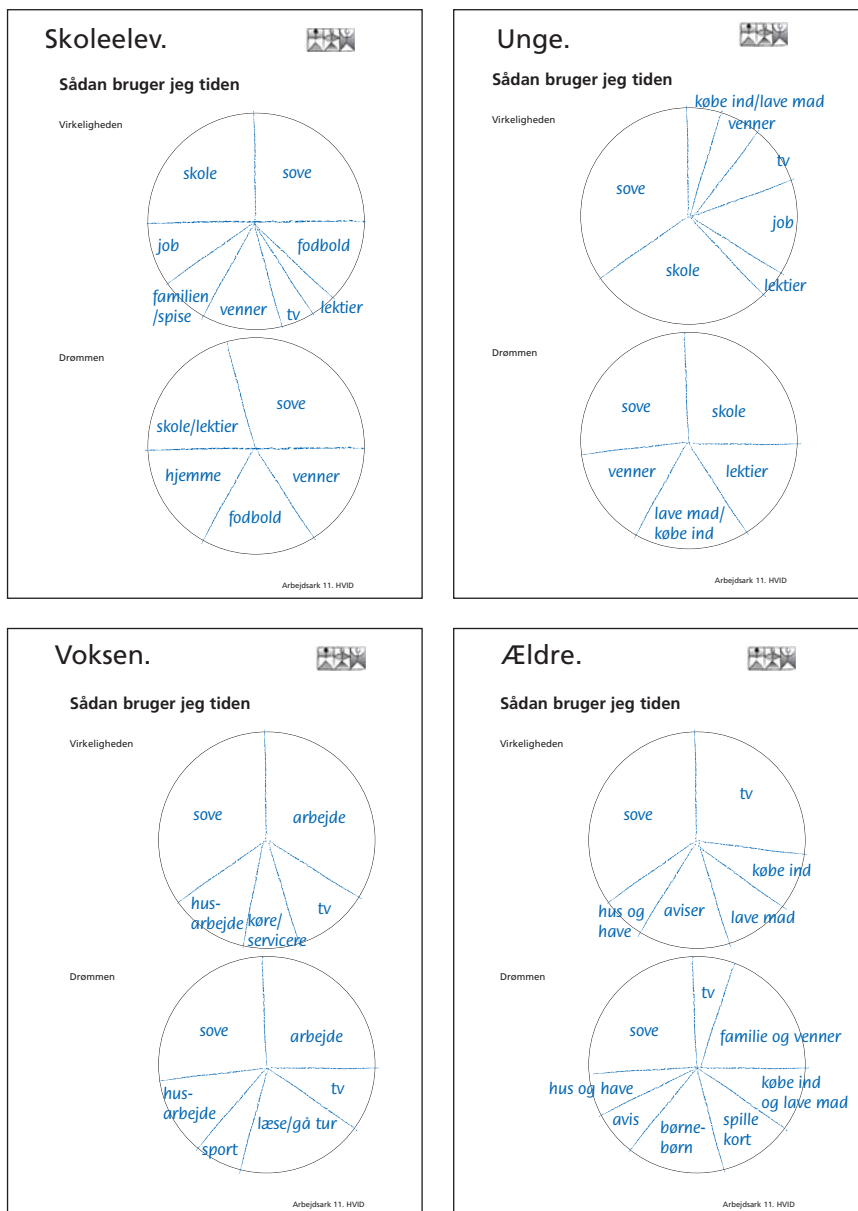 Skoleelev.
Sådan bruger jeg tiden
Virkeligheden
skole
sove
job
fodbold
familien
/spise
venner
tv
lektier
Drømmen
sove
skole/lektier
hjemme
venner
fodbold
Arbejdsark 11. HVID
Unge.
Sådan bruger jeg tiden
Virkeligheden
købe ind/lave mad
venner
tv
sove
job
skole
lektier
Drømmen
sove
skole
venner
lektier
lave mad/
købe ind
Arbejdsark 11. HVID
Voksen.
Sådan bruger jeg tiden
Virkeligheden
sove
arbejde
hus-
arbejde
køre/
servicere
tv
Drømmen
sove
arbejde
tv
hus-
arbejde
læse/gå tur
sport
Arbejdsark 11. HVID
Ældre.
Sådan bruger jeg tiden
Virkeligheden
tv
sove
købe ind
hus og
have
aviser
lave mad
Drømmen
tv
sove
familie og venner
hus og have
købe ind
og lave mad
avis
børne-
børn
spille
kort
Arbejdsark 11. HVID